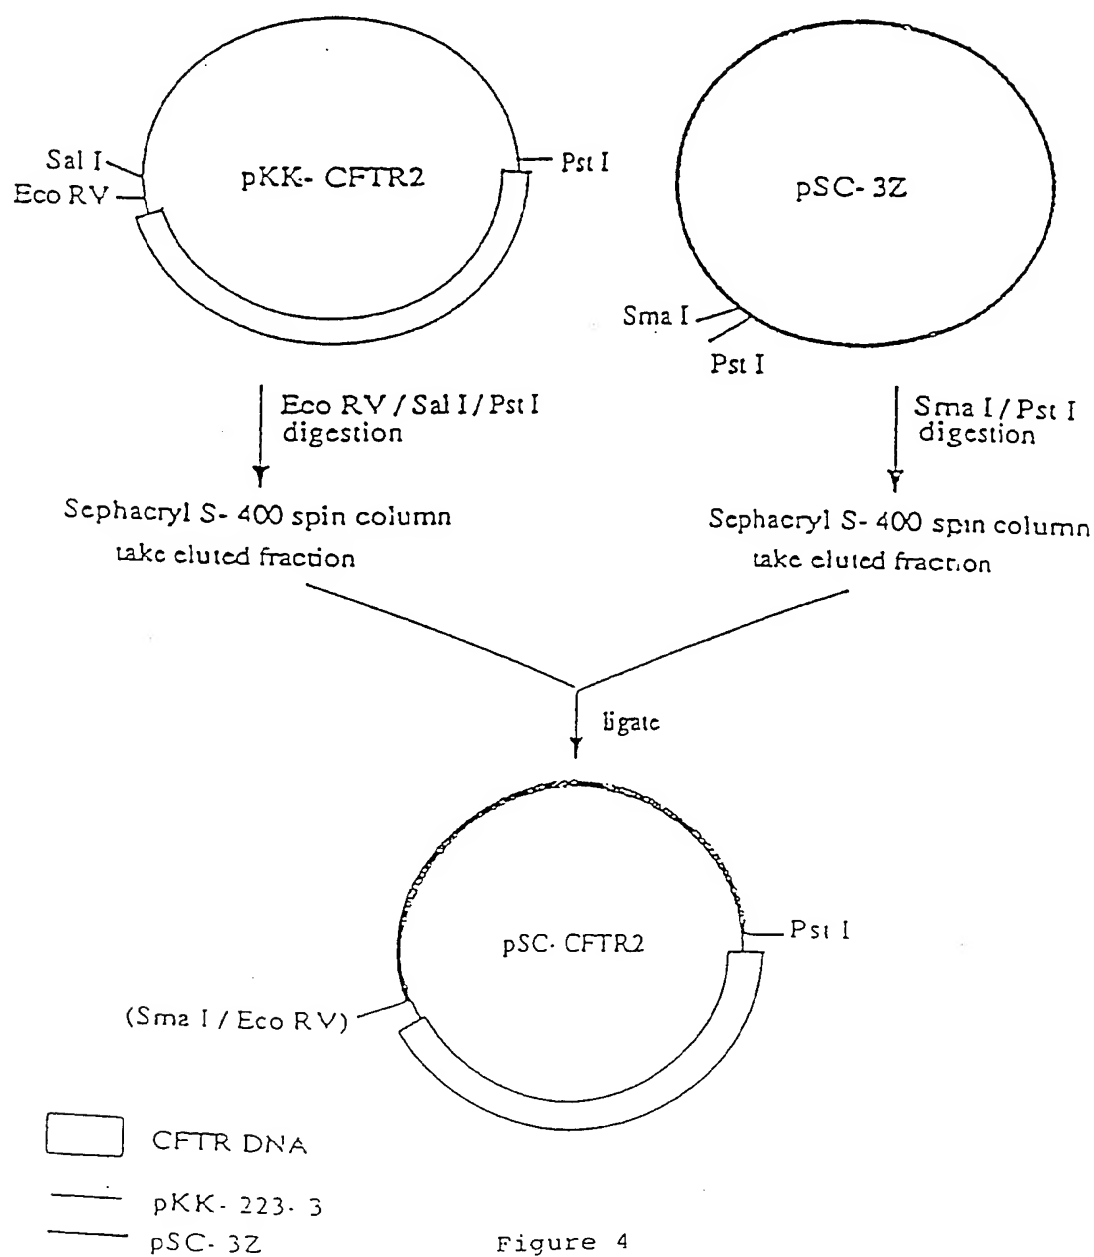 Sal I
Eco RV
pKK- CFTR2
Pst I
pSC- 3Z
Sma I
Pst I
Eco RV / Sal I / Pst I
digestion
Sma I / Pst I
digestion
Sephacryl S- 400 spin column
take eluted fraction
Sephacryl S- 400 spin column
take eluted fraction
ligate
pSC- CFTR2
Pst I
(Sma I / Eco RV)
CFTR DNA
pKK- 223- 3
pSC- 3Z
Figure 4